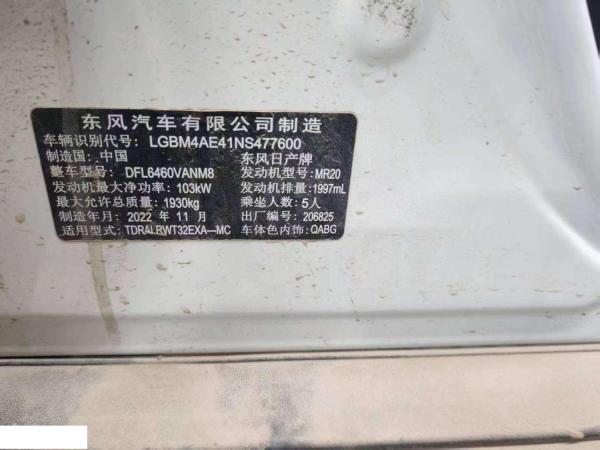 东风汽车有限公司制造
车辆识别代号: LGBM4AE41NS477600
制造国: 中国 东风日产牌
整车型号: DFL6460VANM8 发动机型号: MR20
发动机最大净功率: 103kW 发动机排量: 1997mL
最大允许总质量: 1930kg 乘坐人数: 5人
制造年月: 2022 年 11 月 出厂编号: 206825
适用型式: TDRALRWT32EXA—MC 车体色内饰: QABG